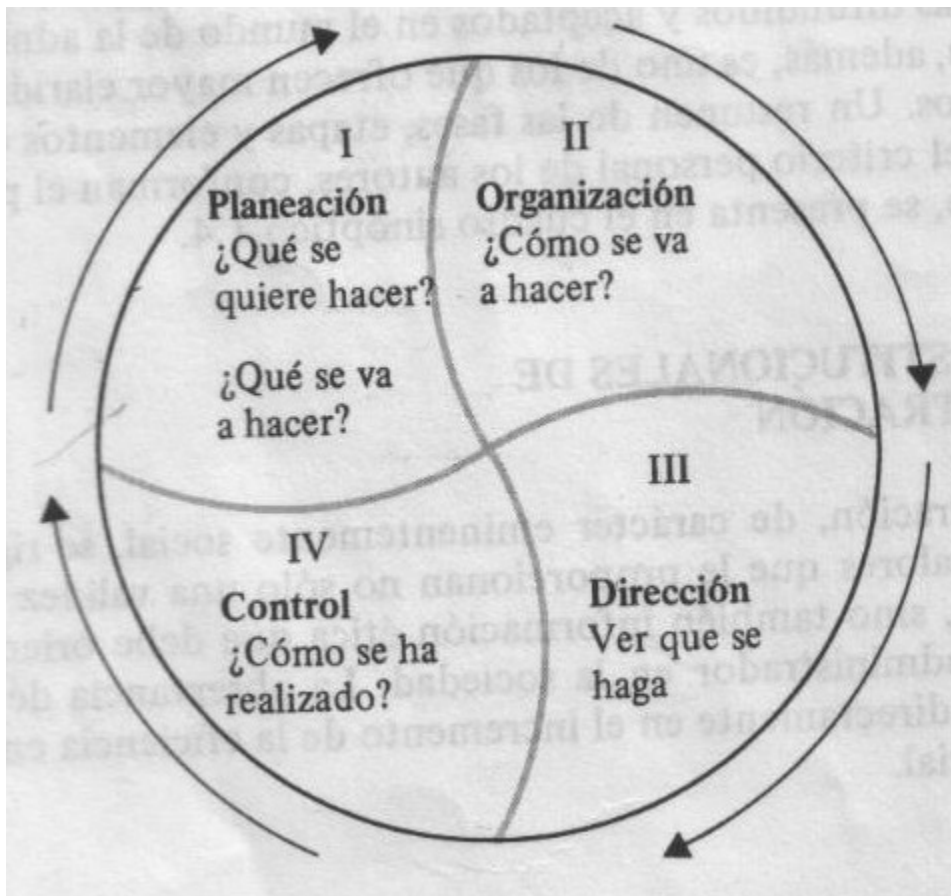 I
Planeación
¿Qué se
quiere hacer?
¿Qué se va
a hacer?
II
Organización
¿Cómo se va
a hacer?
III
Dirección
Ver que se
haga
IV
Control
¿Cómo se ha
realizado?